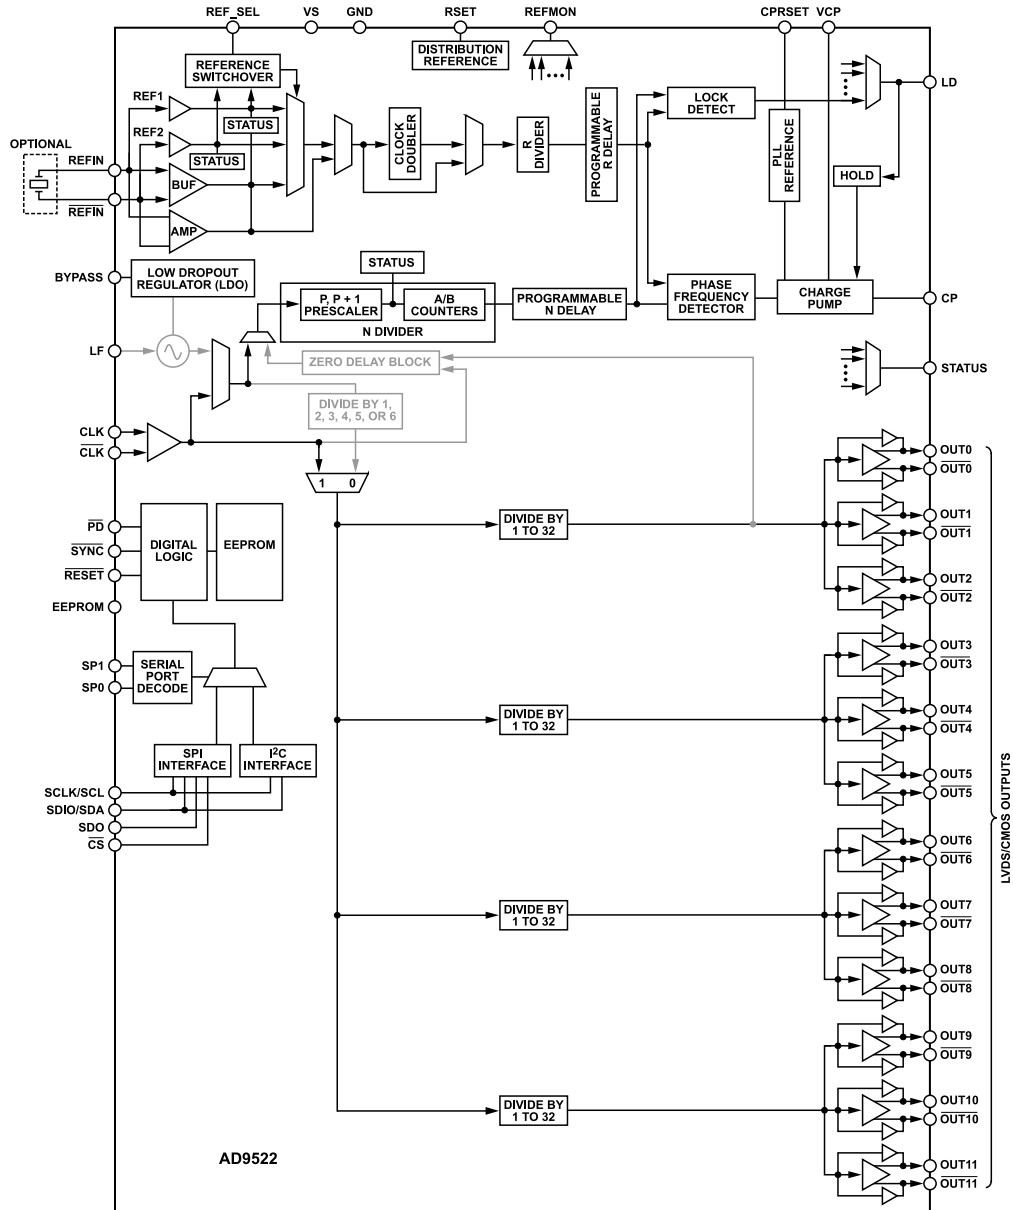 REF_SEL
VS
GND
RSET
REFMON
CPRSET
VCP
DISTRIBUTION
REFERENCE
REFERENCE
SWITCHOVER
REF1
REF2
STATUS
STATUS
OPTIONAL
REFIN
REFIN
BUF
AMP
CLOCK
DOUBLER
R
DIVIDER
PROGRAMMABLE
R DELAY
LOCK
DETECT
PLL
REFERENCE
LD
HOLD
BYPASS
LOW DROPOUT
REGULATOR (LDO)
STATUS
P, P + 1
PRESCALER
A/B
COUNTERS
N DIVIDER
PROGRAMMABLE
N DELAY
PHASE
FREQUENCY
DETECTOR
CHARGE
PUMP
CP
LF
ZERO DELAY BLOCK
STATUS
DIVIDE BY 1,
2, 3, 4, 5, OR 6
CLK
CLK
1 0
PD
SYNC
RESET
EEPROM
DIGITAL
LOGIC
EEPROM
SP1
SP0
SERIAL
PORT
DECODE
SPI
INTERFACE
I²C
INTERFACE
SCLK/SCL
SDIO/SDA
SDO
CS
DIVIDE BY
1 TO 32
DIVIDE BY
1 TO 32
DIVIDE BY
1 TO 32
DIVIDE BY
1 TO 32
OUT0
OUT0
OUT1
OUT1
OUT2
OUT2
OUT3
OUT3
OUT4
OUT4
OUT5
OUT5
OUT6
OUT6
OUT7
OUT7
OUT8
OUT8
OUT9
OUT9
OUT10
OUT10
OUT11
OUT11
LVDS/CMOS OUTPUTS
AD9522